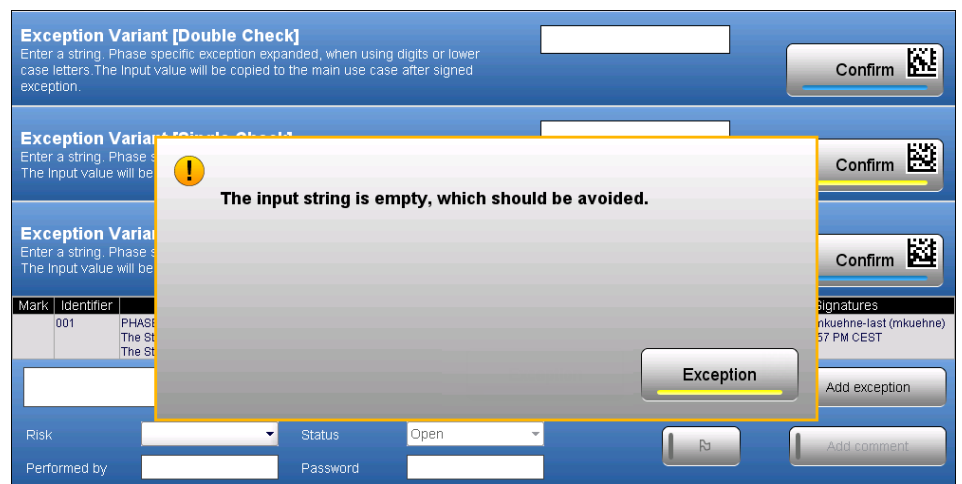 Exception Variant [Double Check]
Enter a string. Phase specific exception expanded, when using digits or lower
case letters.The Input value will be copied to the main use case after signed
exception.
Confirm
Exception Variant [Single Check]
Enter a string. Phase s
The Input value will be
Confirm
The input string is empty, which should be avoided.
Exception Varia
Enter a string. Phase s
The Input value will be
Confirm
Mark Identifier Signatures
001 PHASE mkuehne-last (mkuehne)
The St :57 PM CEST
The St
Exception
Add exception
Risk Status Open
Add comment
Performed by Password